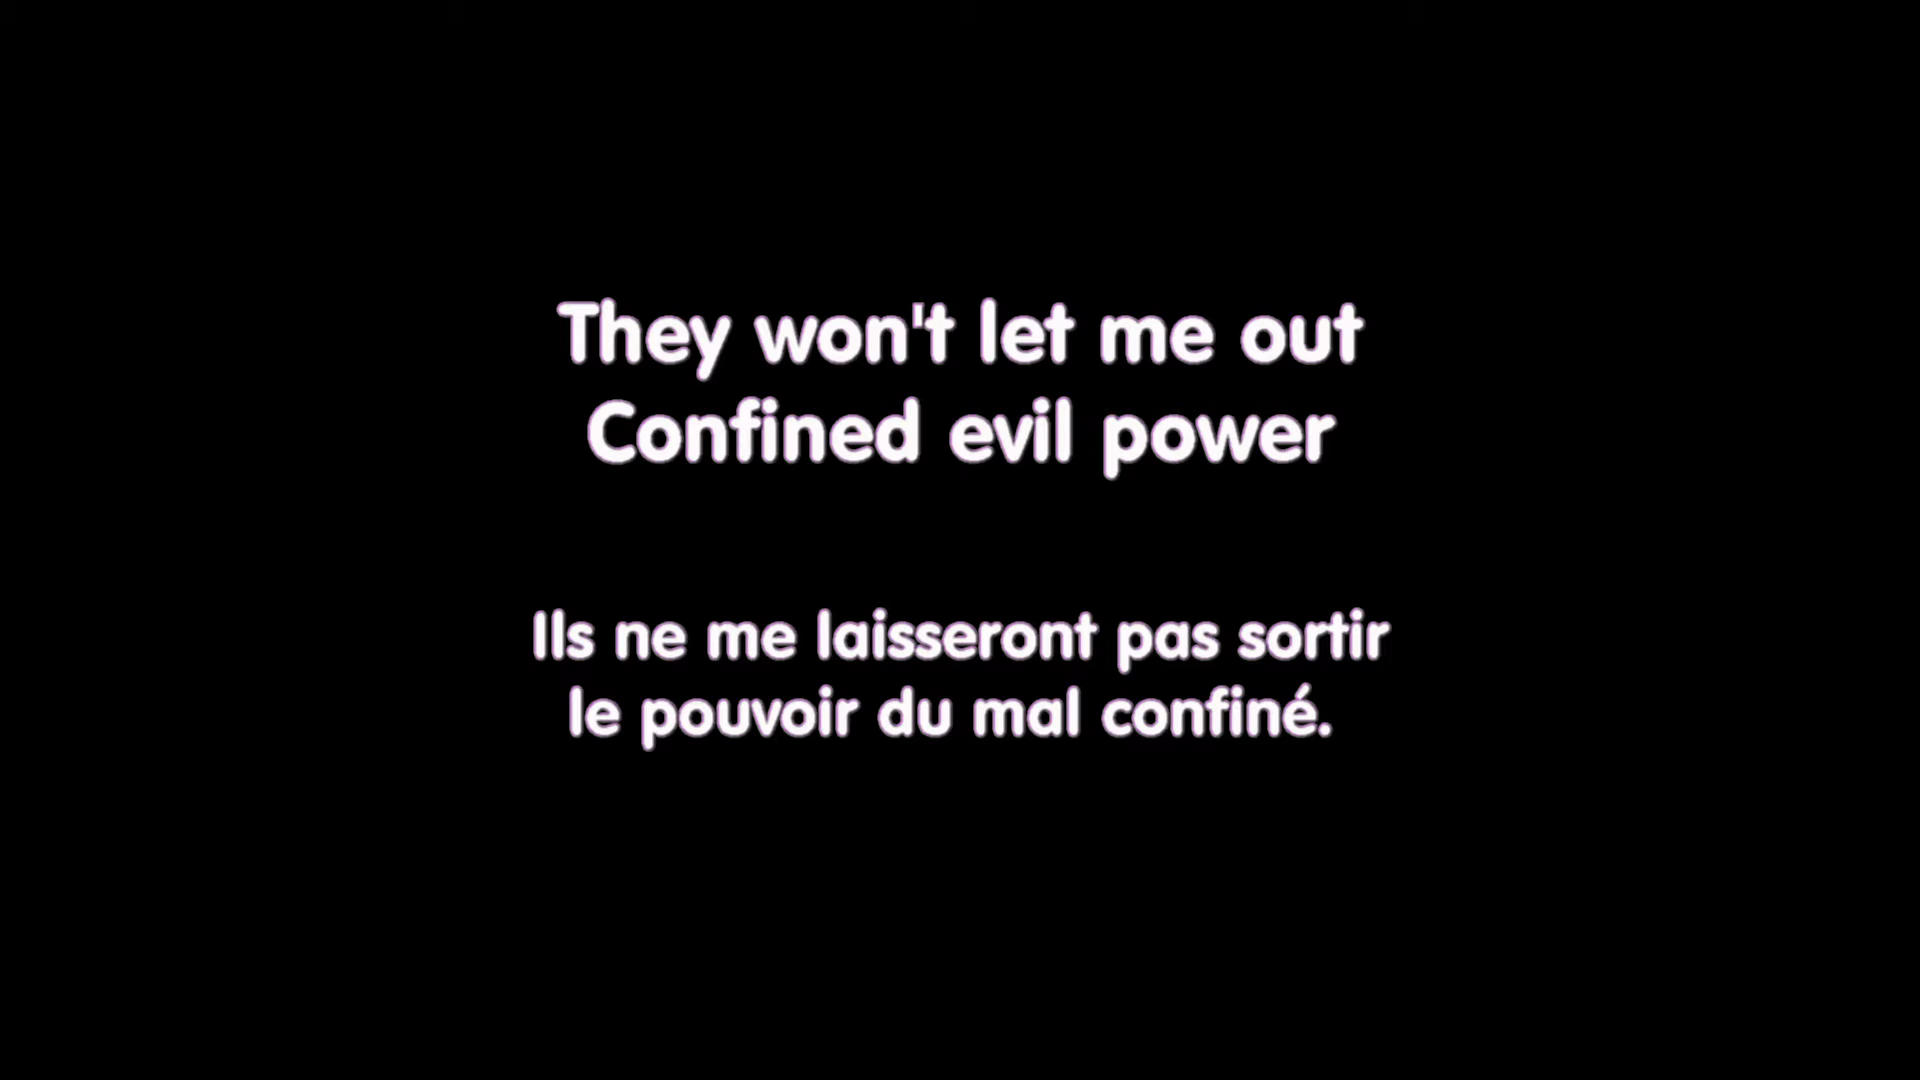 They won't let me out
Confined evil power
Ils ne me laisseront pas sortir
le pouvoir du mal confiné.